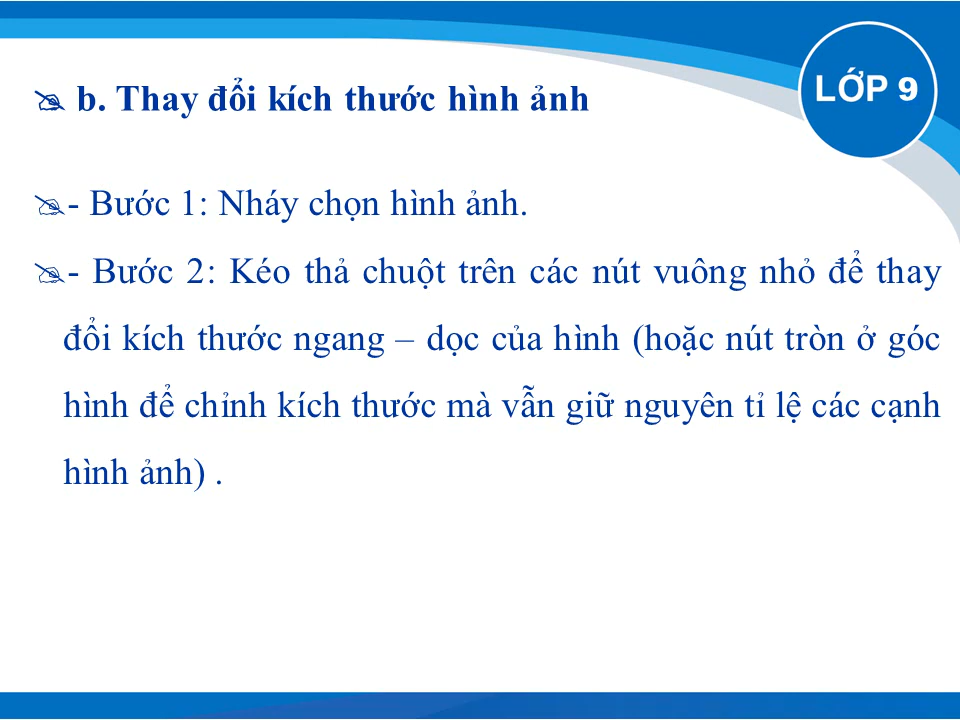 LỚP 9
b. Thay đổi kích thước hình ảnh
- Bước 1: Nháy chọn hình ảnh.
- Bước 2: Kéo thả chuột trên các nút vuông nhỏ để thay
đổi kích thước ngang – dọc của hình (hoặc nút tròn ở góc
hình để chỉnh kích thước mà vẫn giữ nguyên tỉ lệ các cạnh
hình ảnh) .